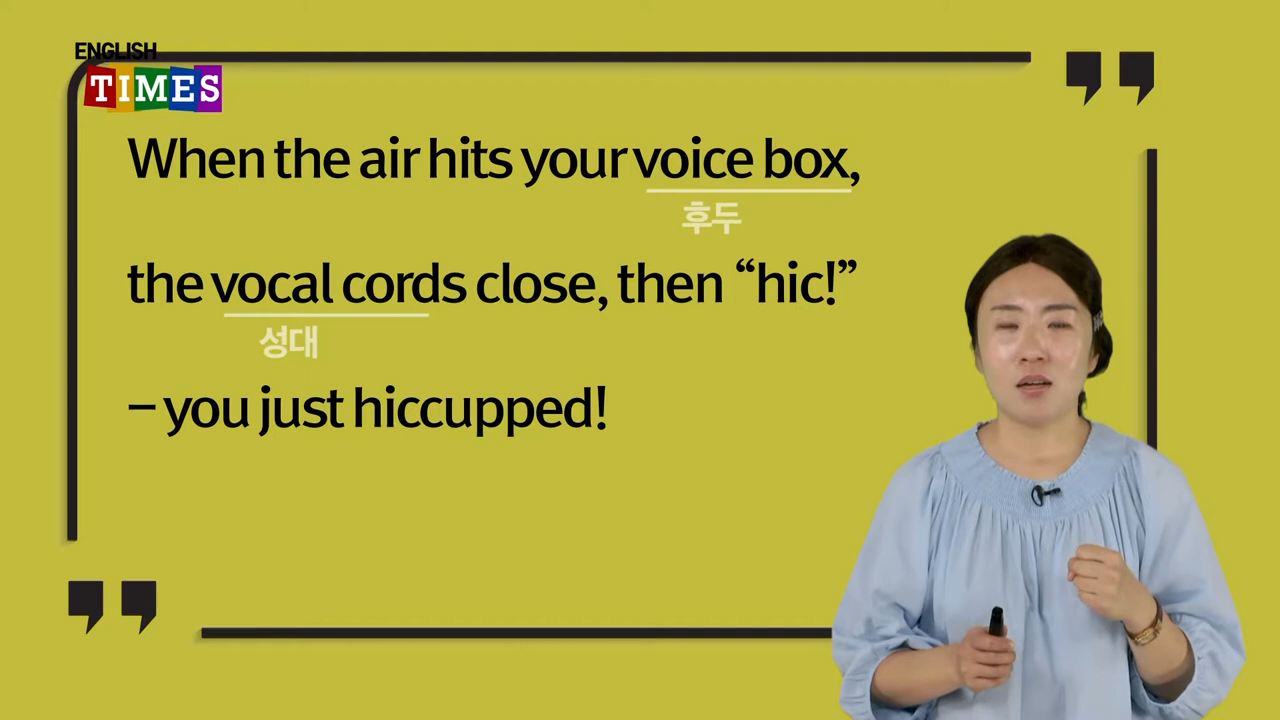 ENGLISH
TIMES
When the air hits your voice box,
후두
the vocal cords close, then “hic!”
성대
– you just hiccupped!